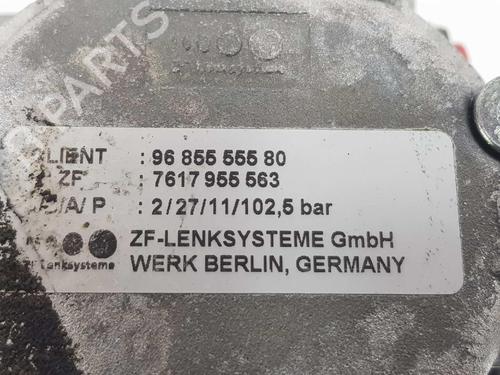 LIENT : 96 855 555 80
ZF : 7617 955 563
/A/ P : 2/27/11/102,5 bar
ZF-LENKSYSTEME GmbH
Lenksysteme WERK BERLIN, GERMANY
PARTS